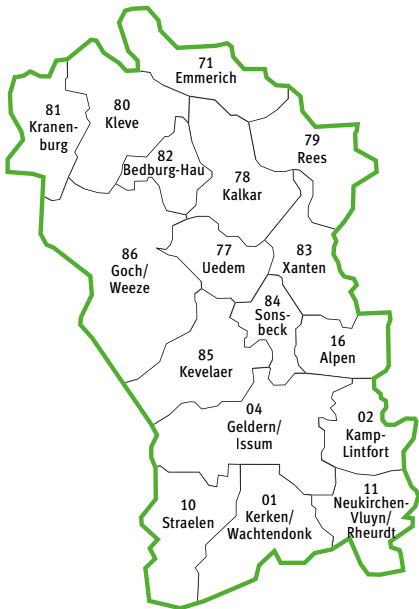 71
Emmerich
81
Kranen-
burg
80
Kleve
79
Rees
82
Bedburg-Hau
78
Kalkar
86
Goch/
Weeze
77
Uedem
83
Xanten
84
Sons-
beck
16
Alpen
85
Kevelaer
04
Geldern/
Issum
02
Kamp-
Lintfort
10
Straelen
01
Kerken/
Wachtendonk
11
Neukirchen-
Vluyn/
Rheurdt